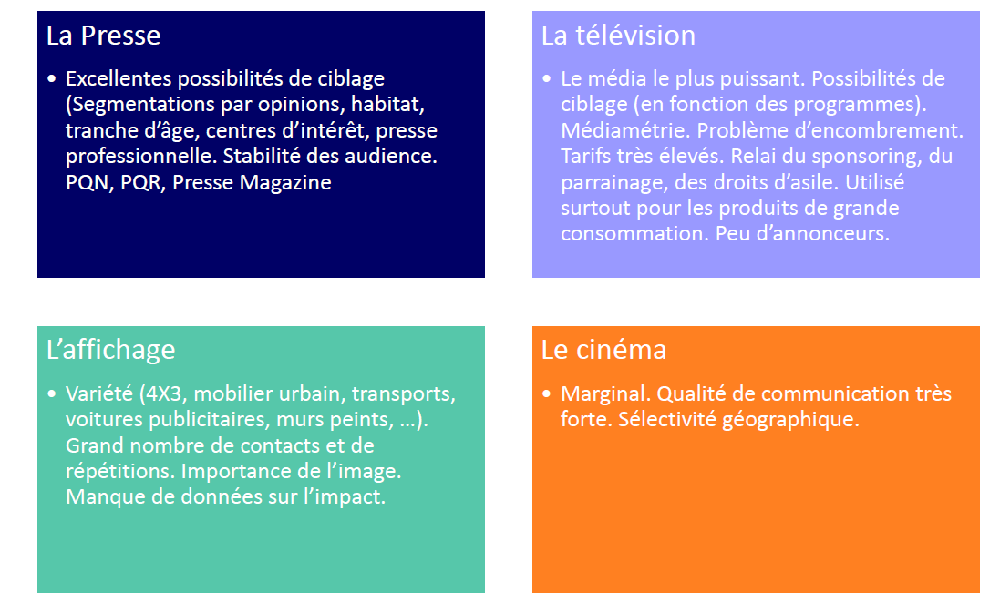 La Presse
• Excellentes possibilités de ciblage
(Segmentations par opinions, habitat,
tranche d’âge, centres d’intérêt, presse
professionnelle. Stabilité des audience.
PQN, PQR, Presse Magazine
La télévision
• Le média le plus puissant. Possibilités de
ciblage (en fonction des programmes).
Médiamétrie. Problème d’encombrement.
Tarifs très élevés. Relai du sponsoring, du
parrainage, des droits d’asile. Utilisé
surtout pour les produits de grande
consommation. Peu d’annonceurs.
L’affichage
• Variété (4X3, mobilier urbain, transports,
voitures publicitaires, murs peints, …).
Grand nombre de contacts et de
répétitions. Importance de l’image.
Manque de données sur l’impact.
Le cinéma
• Marginal. Qualité de communication très
forte. Sélectivité géographique.